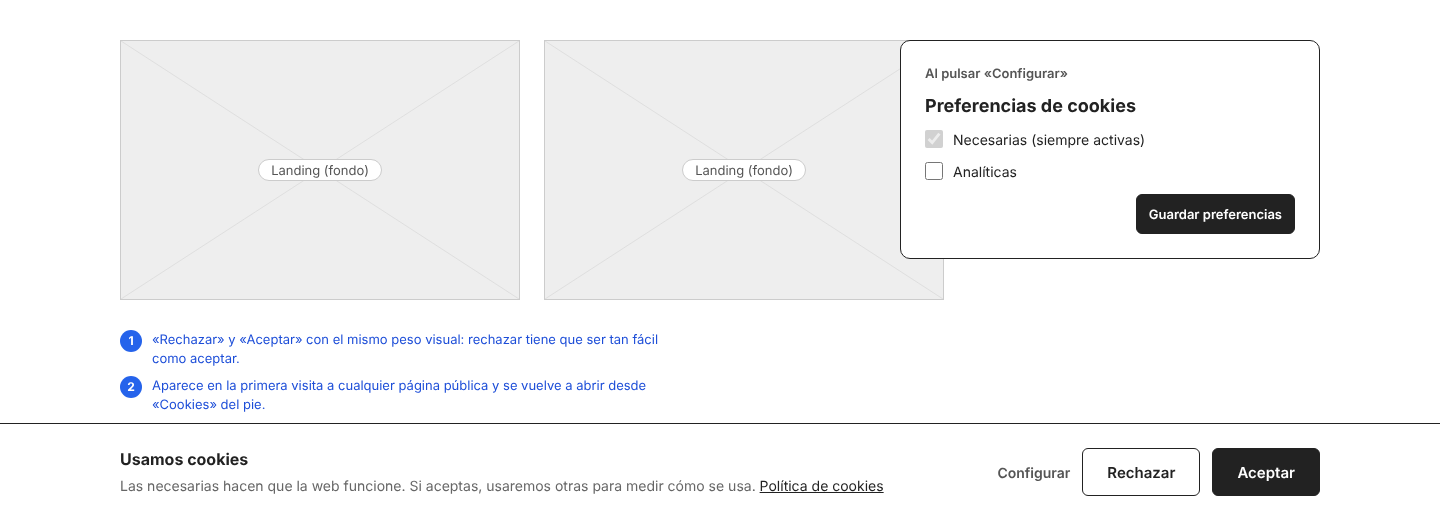 Landing (fondo)
Landing (fondo)
Al pulsar «Configurar»
Preferencias de cookies
Necesarias (siempre activas)
Analíticas
Guardar preferencias
1 «Rechazar» y «Aceptar» con el mismo peso visual: rechazar tiene que ser tan fácil
como aceptar.
2 Aparece en la primera visita a cualquier página pública y se vuelve a abrir desde
«Cookies» del pie.
Usamos cookies
Las necesarias hacen que la web funcione. Si aceptas, usaremos otras para medir cómo se usa. Política de cookies
Configurar
Rechazar
Aceptar